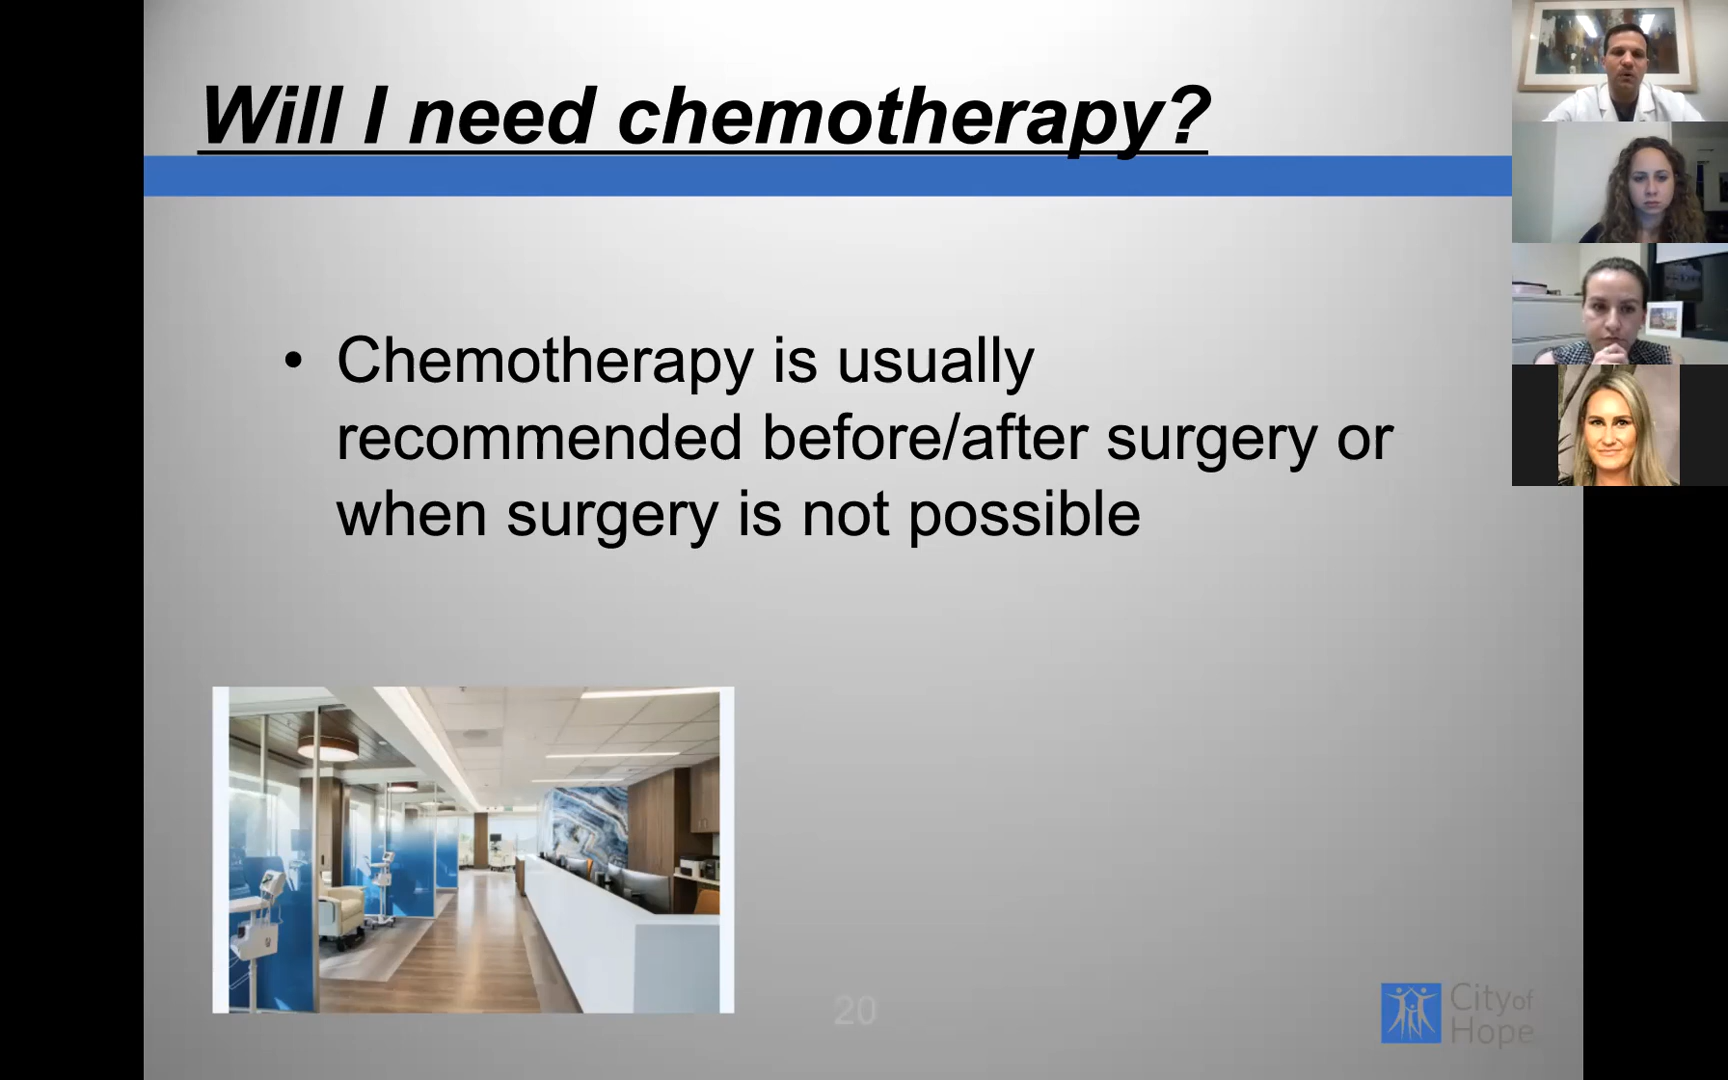 Will I need chemotherapy?
• Chemotherapy is usually
recommended before/after surgery or
when surgery is not possible
20
City of
Hope